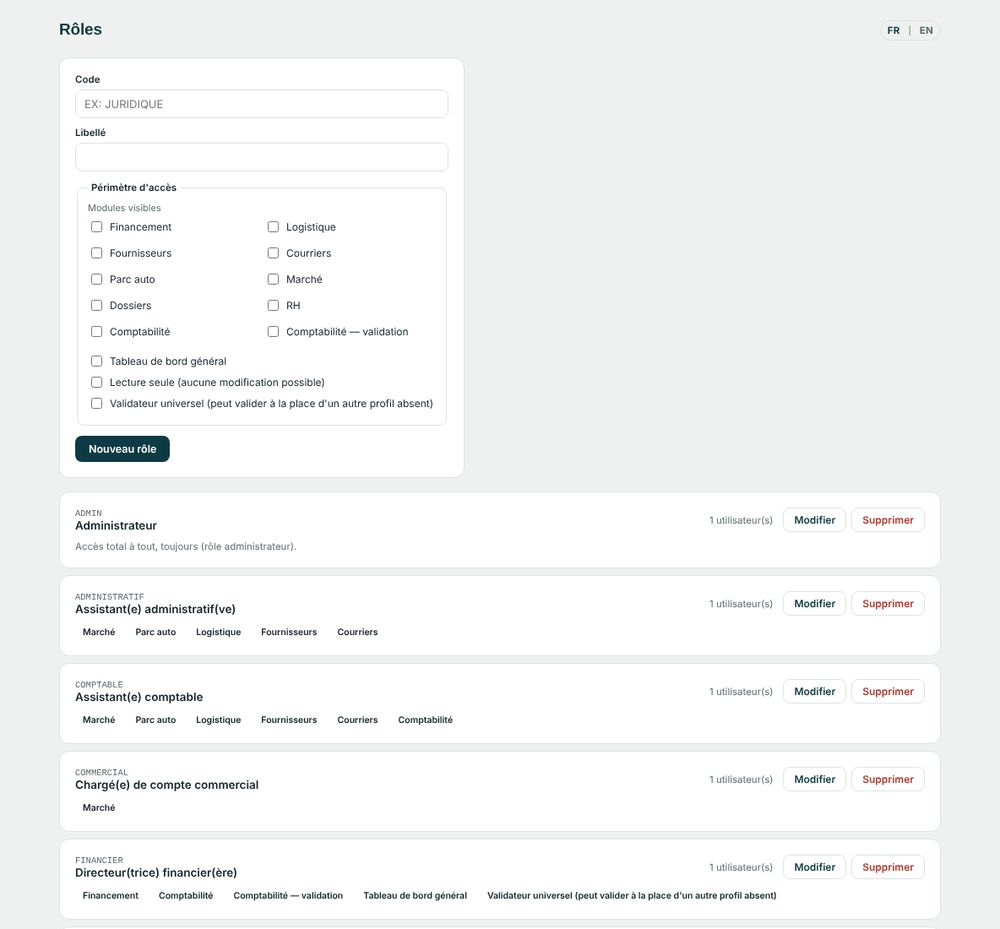 Rôles
FR | EN
Code
EX: JURIDIQUE
Libellé
Périmètre d'accès
Modules visibles
Financement Logistique
Fournisseurs Courriers
Parc auto Marché
Dossiers RH
Comptabilité Comptabilité — validation
Tableau de bord général
Lecture seule (aucune modification possible)
Validateur universel (peut valider à la place d'un autre profil absent)
Nouveau rôle
ADMIN
Administrateur
1 utilisateur(s) Modifier Supprimer
Accès total à tout, toujours (rôle administrateur).
ADMINISTRATIF
Assistant(e) administratif(ve)
1 utilisateur(s) Modifier Supprimer
Marché Parc auto Logistique Fournisseurs Courriers
COMPTABLE
Assistant(e) comptable
1 utilisateur(s) Modifier Supprimer
Marché Parc auto Logistique Fournisseurs Courriers Comptabilité
COMMERCIAL
Chargé(e) de compte commercial
1 utilisateur(s) Modifier Supprimer
Marché
FINANCIER
Directeur(trice) financier(ère)
1 utilisateur(s) Modifier Supprimer
Financement Comptabilité Comptabilité — validation Tableau de bord général Validateur universel (peut valider à la place d'un autre profil absent)